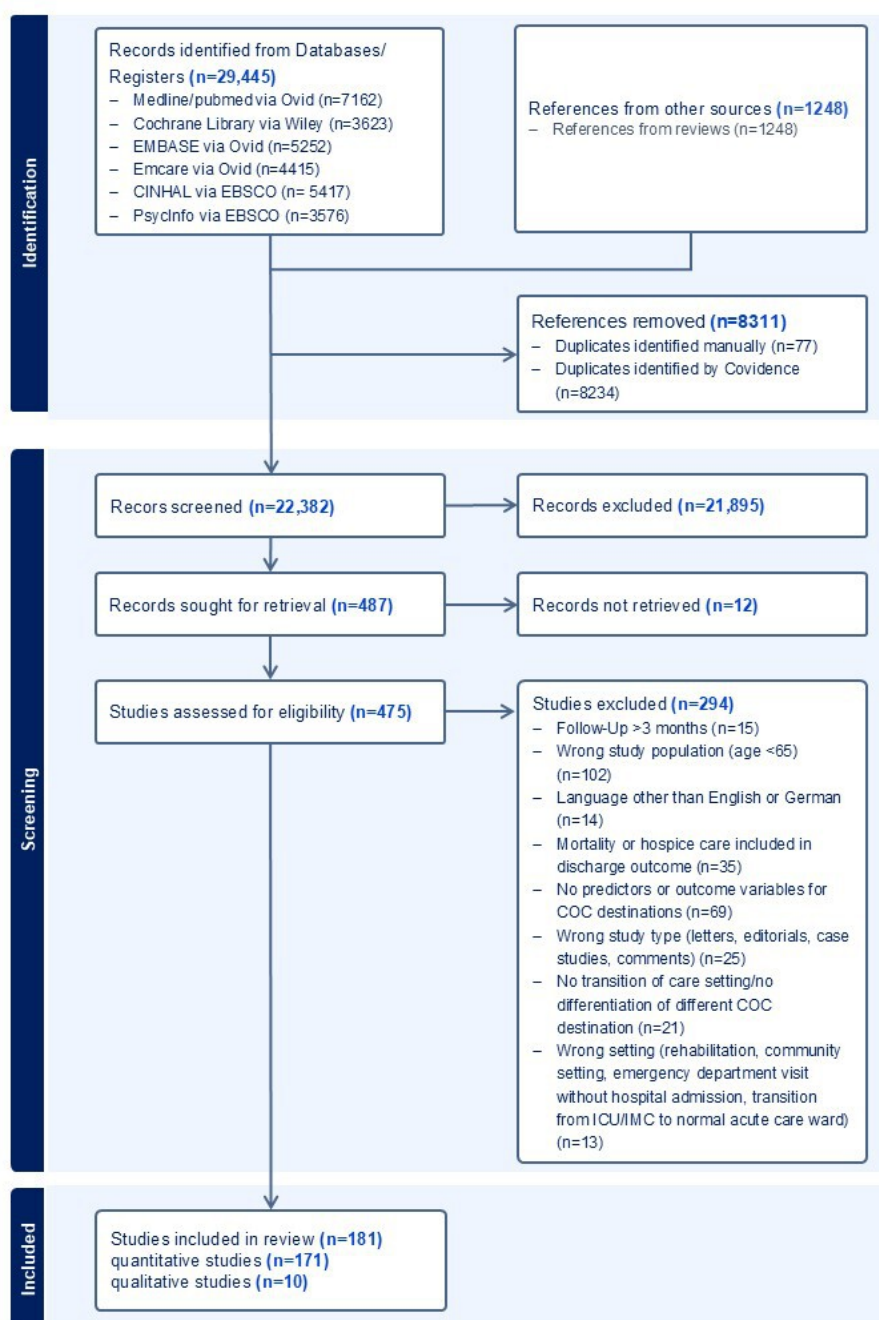 Identification
Records identified from Databases/
Registers (n=29,445)
– Medline/pubmed via Ovid (n=7162)
– Cochrane Library via Wiley (n=3623)
– EMBASE via Ovid (n=5252)
– Emcare via Ovid (n=4415)
– CINHAL via EBSCO (n= 5417)
– PsycInfo via EBSCO (n=3576)
References from other sources (n=1248)
– References from reviews (n=1248)
References removed (n=8311)
– Duplicates identified manually (n=77)
– Duplicates identified by Covidence
(n=8234)
Screening
Recors screened (n=22,382)
Records excluded (n=21,895)
Records sought for retrieval (n=487)
Records not retrieved (n=12)
Studies assessed for eligibility (n=475)
Studies excluded (n=294)
– Follow-Up >3 months (n=15)
– Wrong study population (age <65)
(n=102)
– Language other than English or German
(n=14)
– Mortality or hospice care included in
discharge outcome (n=35)
– No predictors or outcome variables for
COC destinations (n=69)
– Wrong study type (letters, editorials, case
studies, comments) (n=25)
– No transition of care setting/no
differentiation of different COC
destination (n=21)
– Wrong setting (rehabilitation, community
setting, emergency department visit
without hospital admission, transition
from ICU/IMC to normal acute care ward)
(n=13)
Included
Studies included in review (n=181)
quantitative studies (n=171)
qualitative studies (n=10)